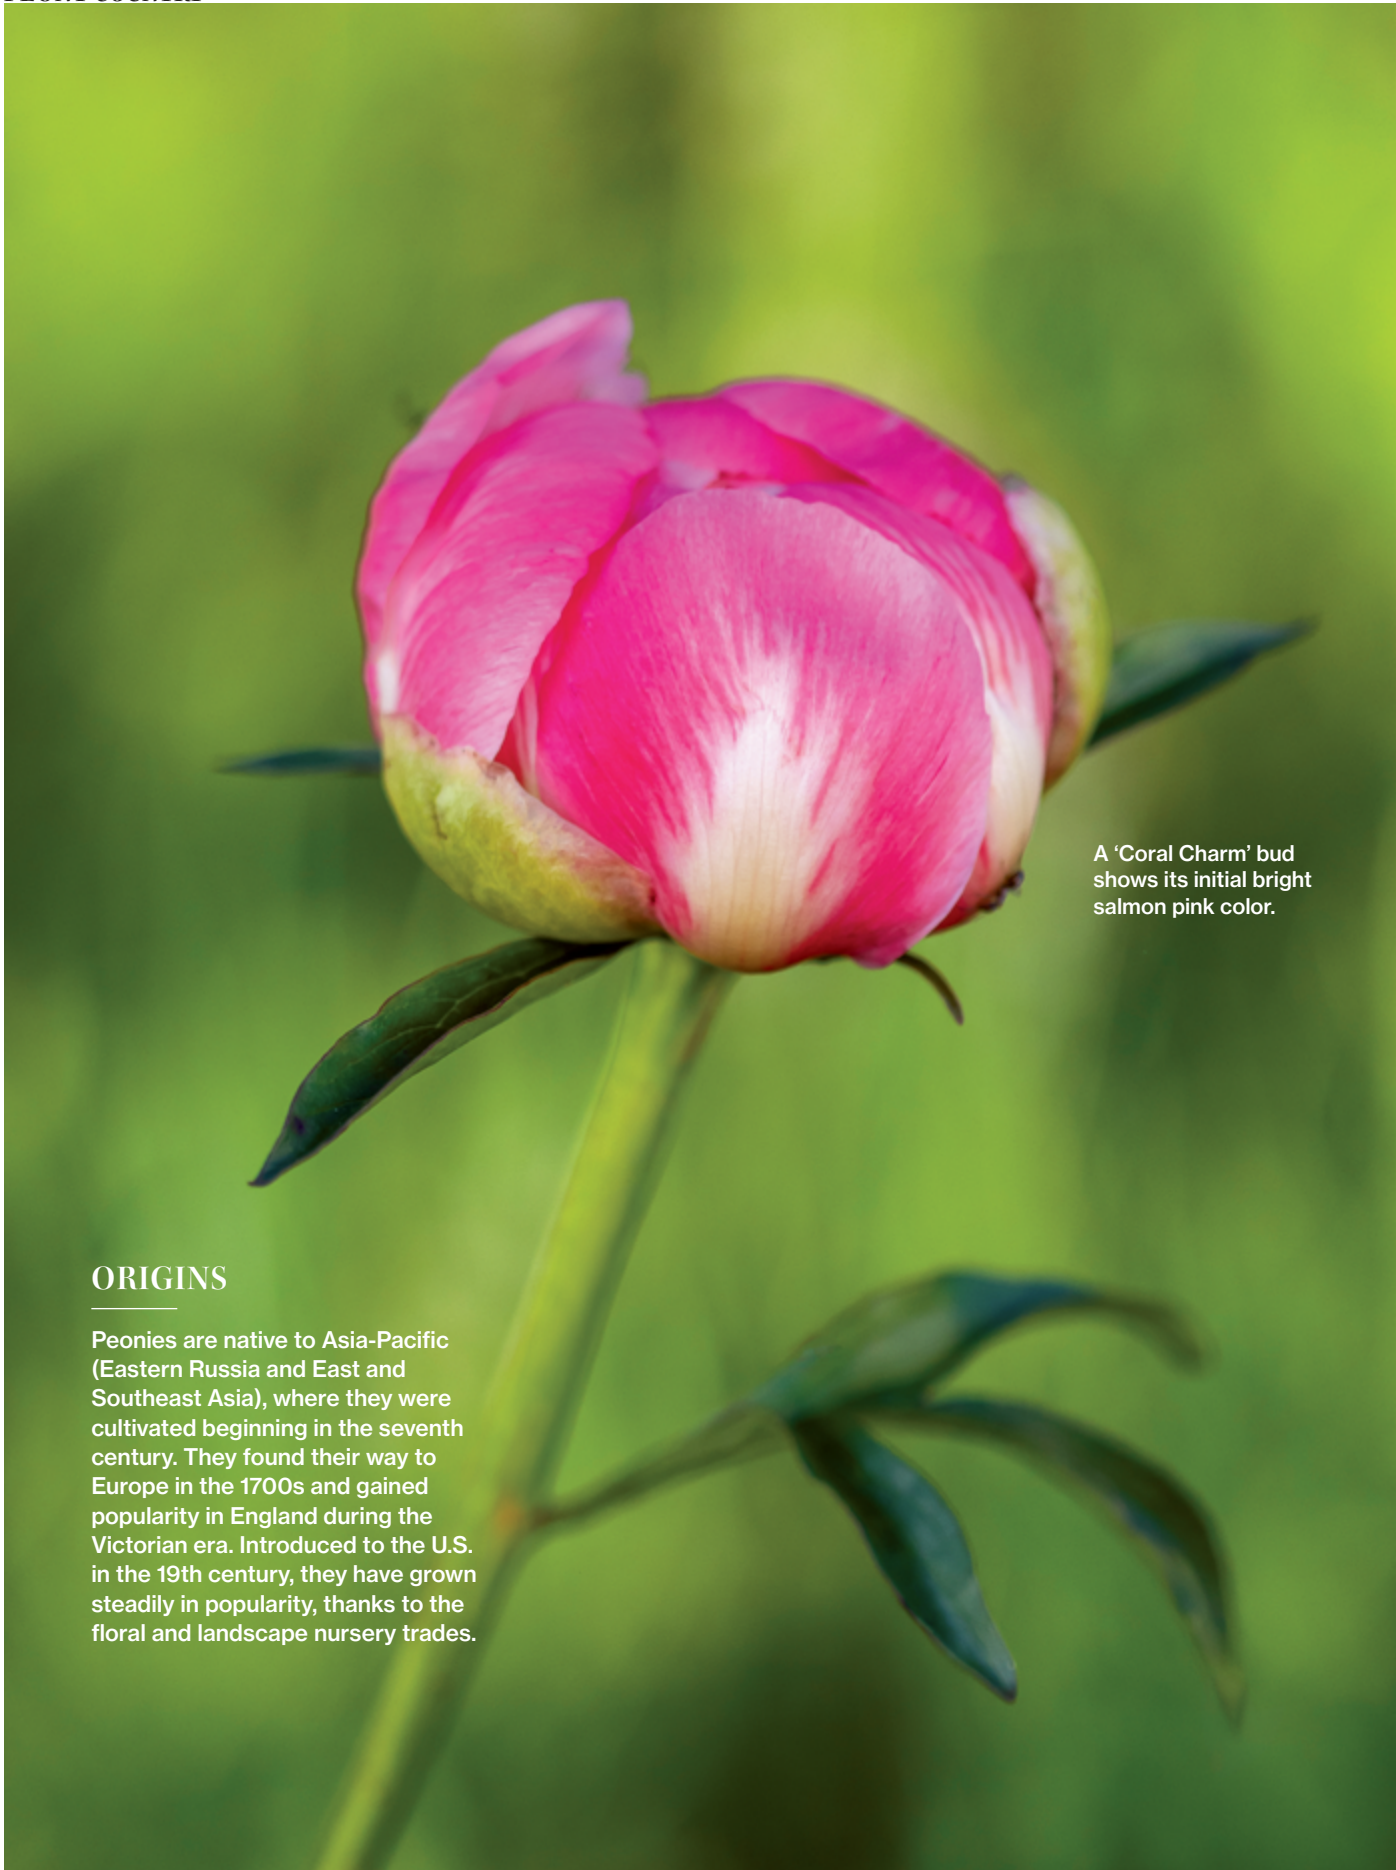 A ‘Coral Charm’ bud
shows its initial bright
salmon pink color.
ORIGINS
Peonies are native to Asia-Pacific
(Eastern Russia and East and
Southeast Asia), where they were
cultivated beginning in the seventh
century. They found their way to
Europe in the 1700s and gained
popularity in England during the
Victorian era. Introduced to the U.S.
in the 19th century, they have grown
steadily in popularity, thanks to the
floral and landscape nursery trades.